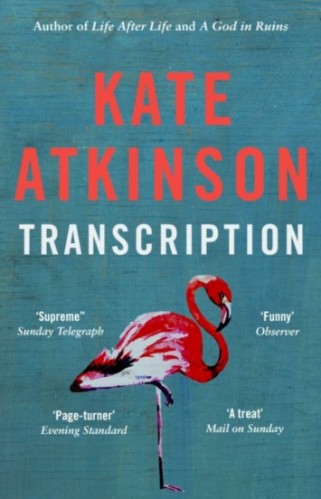 Author of Life After Life and A God in Ruins
KATE
ATKINSON
TRANSCRIPTION
‘Supreme”
Sunday Telegraph
‘Funny’
Observer
‘Page-turner’
Evening Standard
‘A treat’
Mail on Sunday